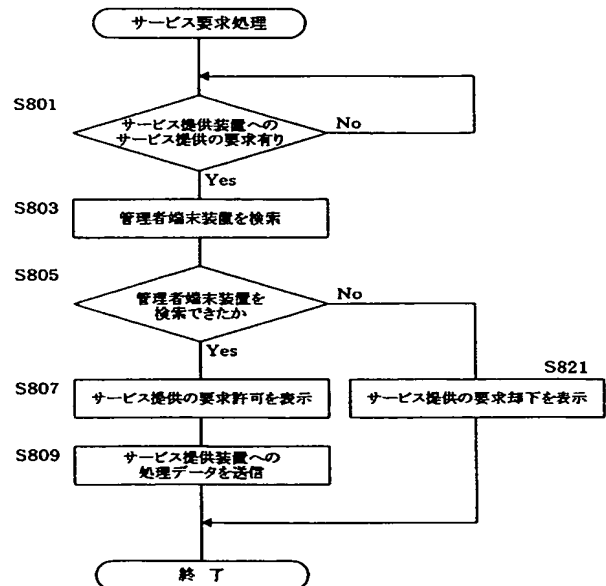 サービス要求処理
S801
サービス提供装置への
サービス提供の要求有り
No
Yes
S803
管理者端末装置を検索
S805
管理者端末装置を
検索できたか
No
Yes
S807
サービス提供の要求許可を表示
S821
サービス提供の要求却下を表示
S809
サービス提供装置への
処理データを送信
終 了